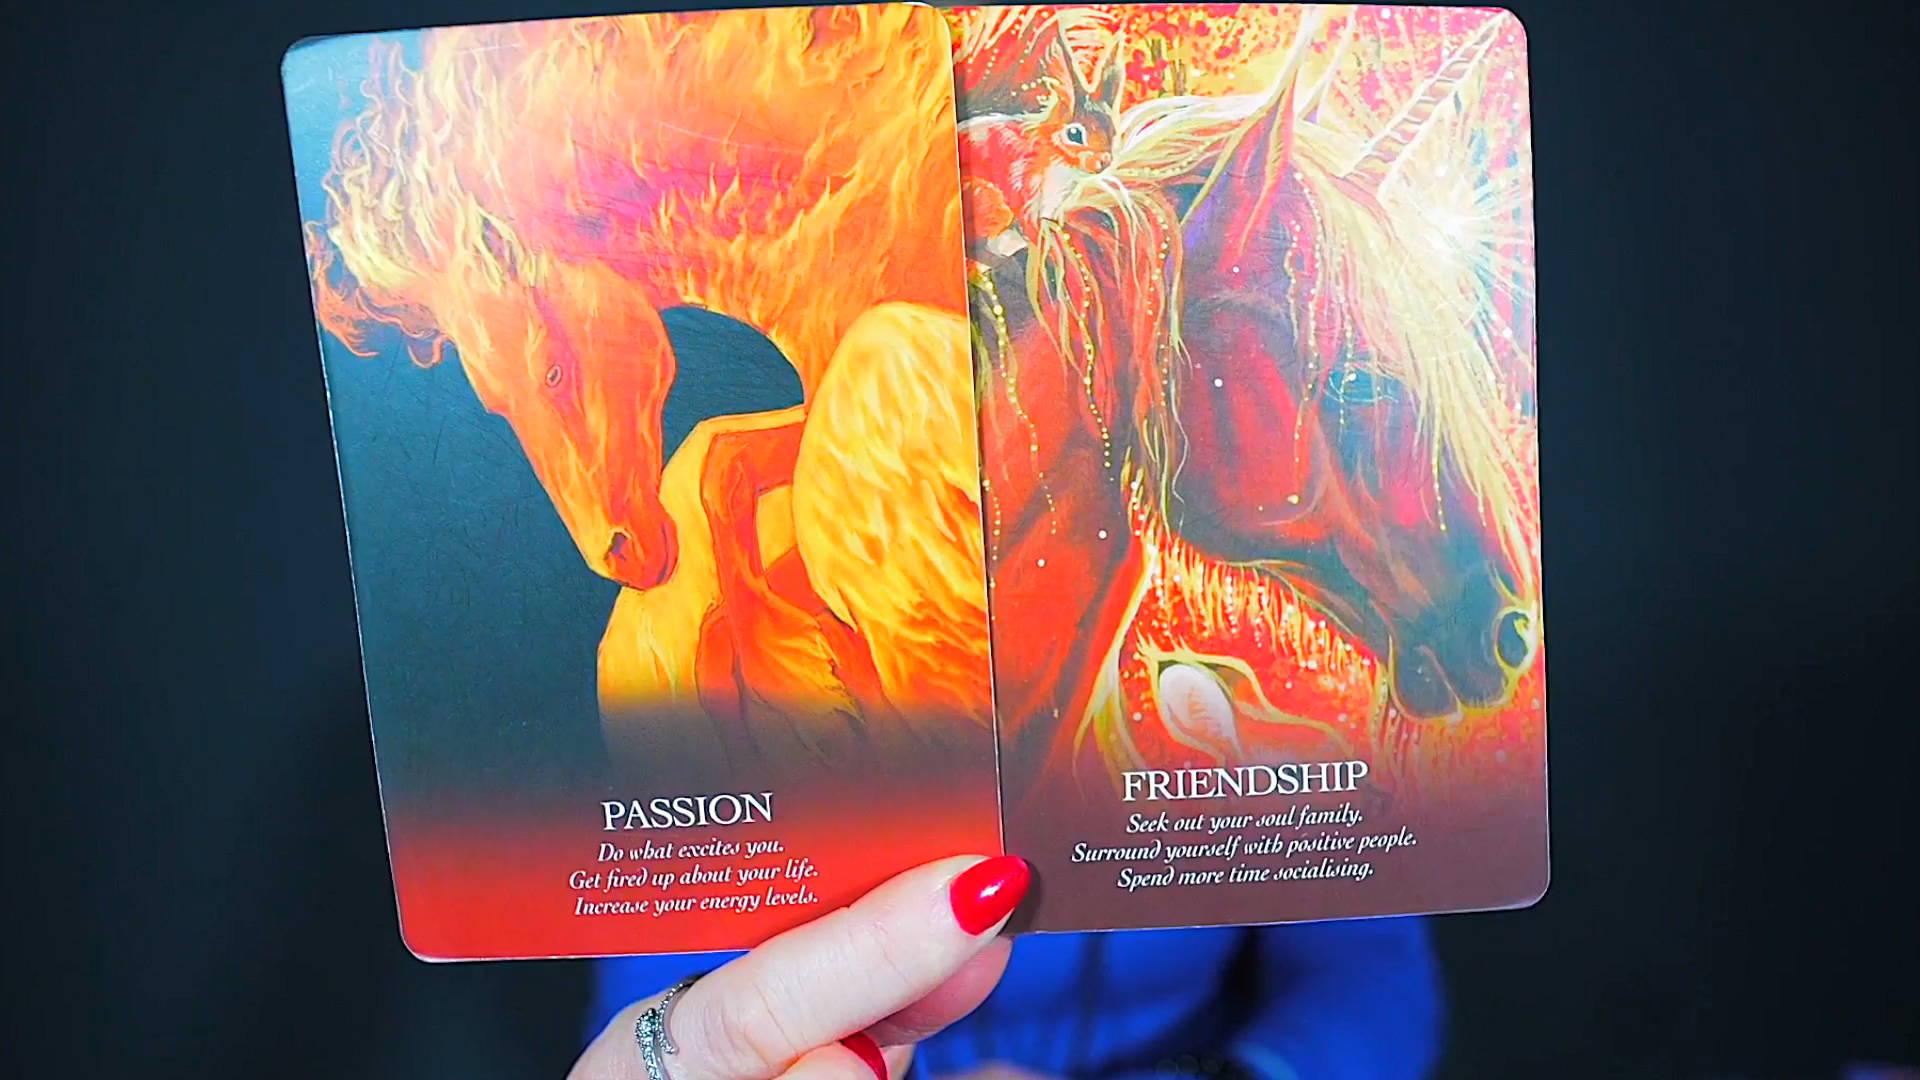 PASSION
Do what excites you.
Get fired up about your life.
Increase your energy levels.
FRIENDSHIP
Seek out your soul family.
Surround yourself with positive people.
Spend more time socialising.